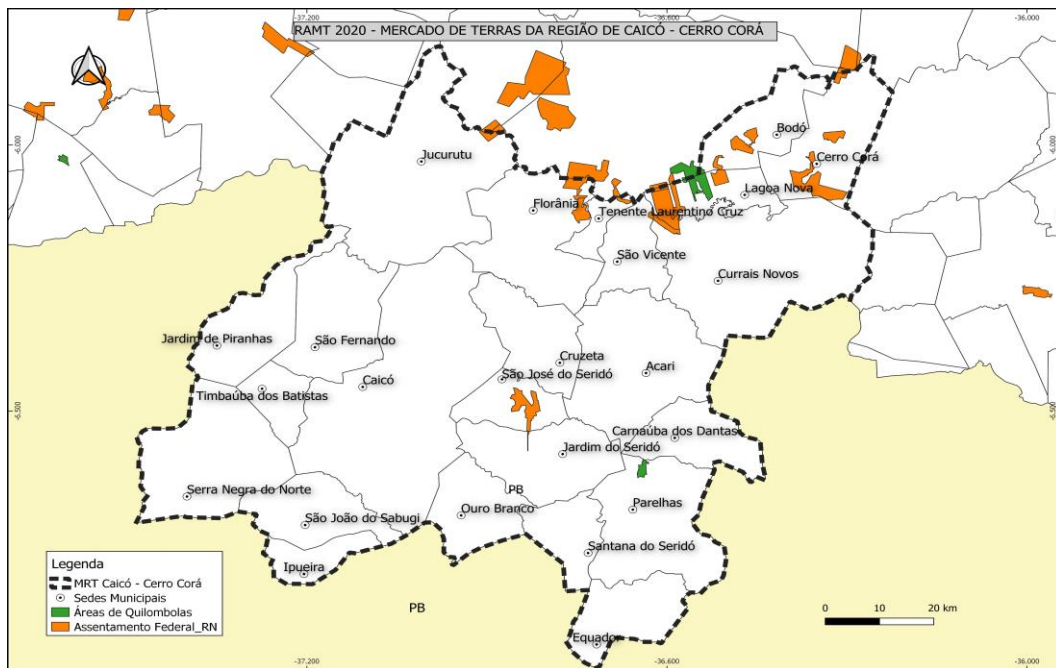 -37.200
-36.600
-36.000
RAMT 2020 - MERCADO DE TERRAS DA REGIÃO DE CAICÓ - CERRO CORÁ
-6.000
-6.000
Bodó
Jucurutu
Cerro Corá
Lagoa Nova
Florânia
Tenente Laurentino Cruz
São Vicente
Currais Novos
Jardim de Piranhas
São Fernando
Cruzeta
Acari
São José do Seridó
Caicó
Timbaúba dos Batistas
-6.500
-6.500
Carnaúba dos Dantas
Jardim do Seridó
PB
Serra Negra do Norte
Ouro Branco
Parelhas
São João do Sabugi
Santana do Seridó
Ipueira
PB
Equador
Legenda
MRT Caicó - Cerro Corá
Sedes Municipais
Áreas de Quilombolas
Assentamento Federal_RN
0 10 20 km
-37.200
-36.600
-36.000